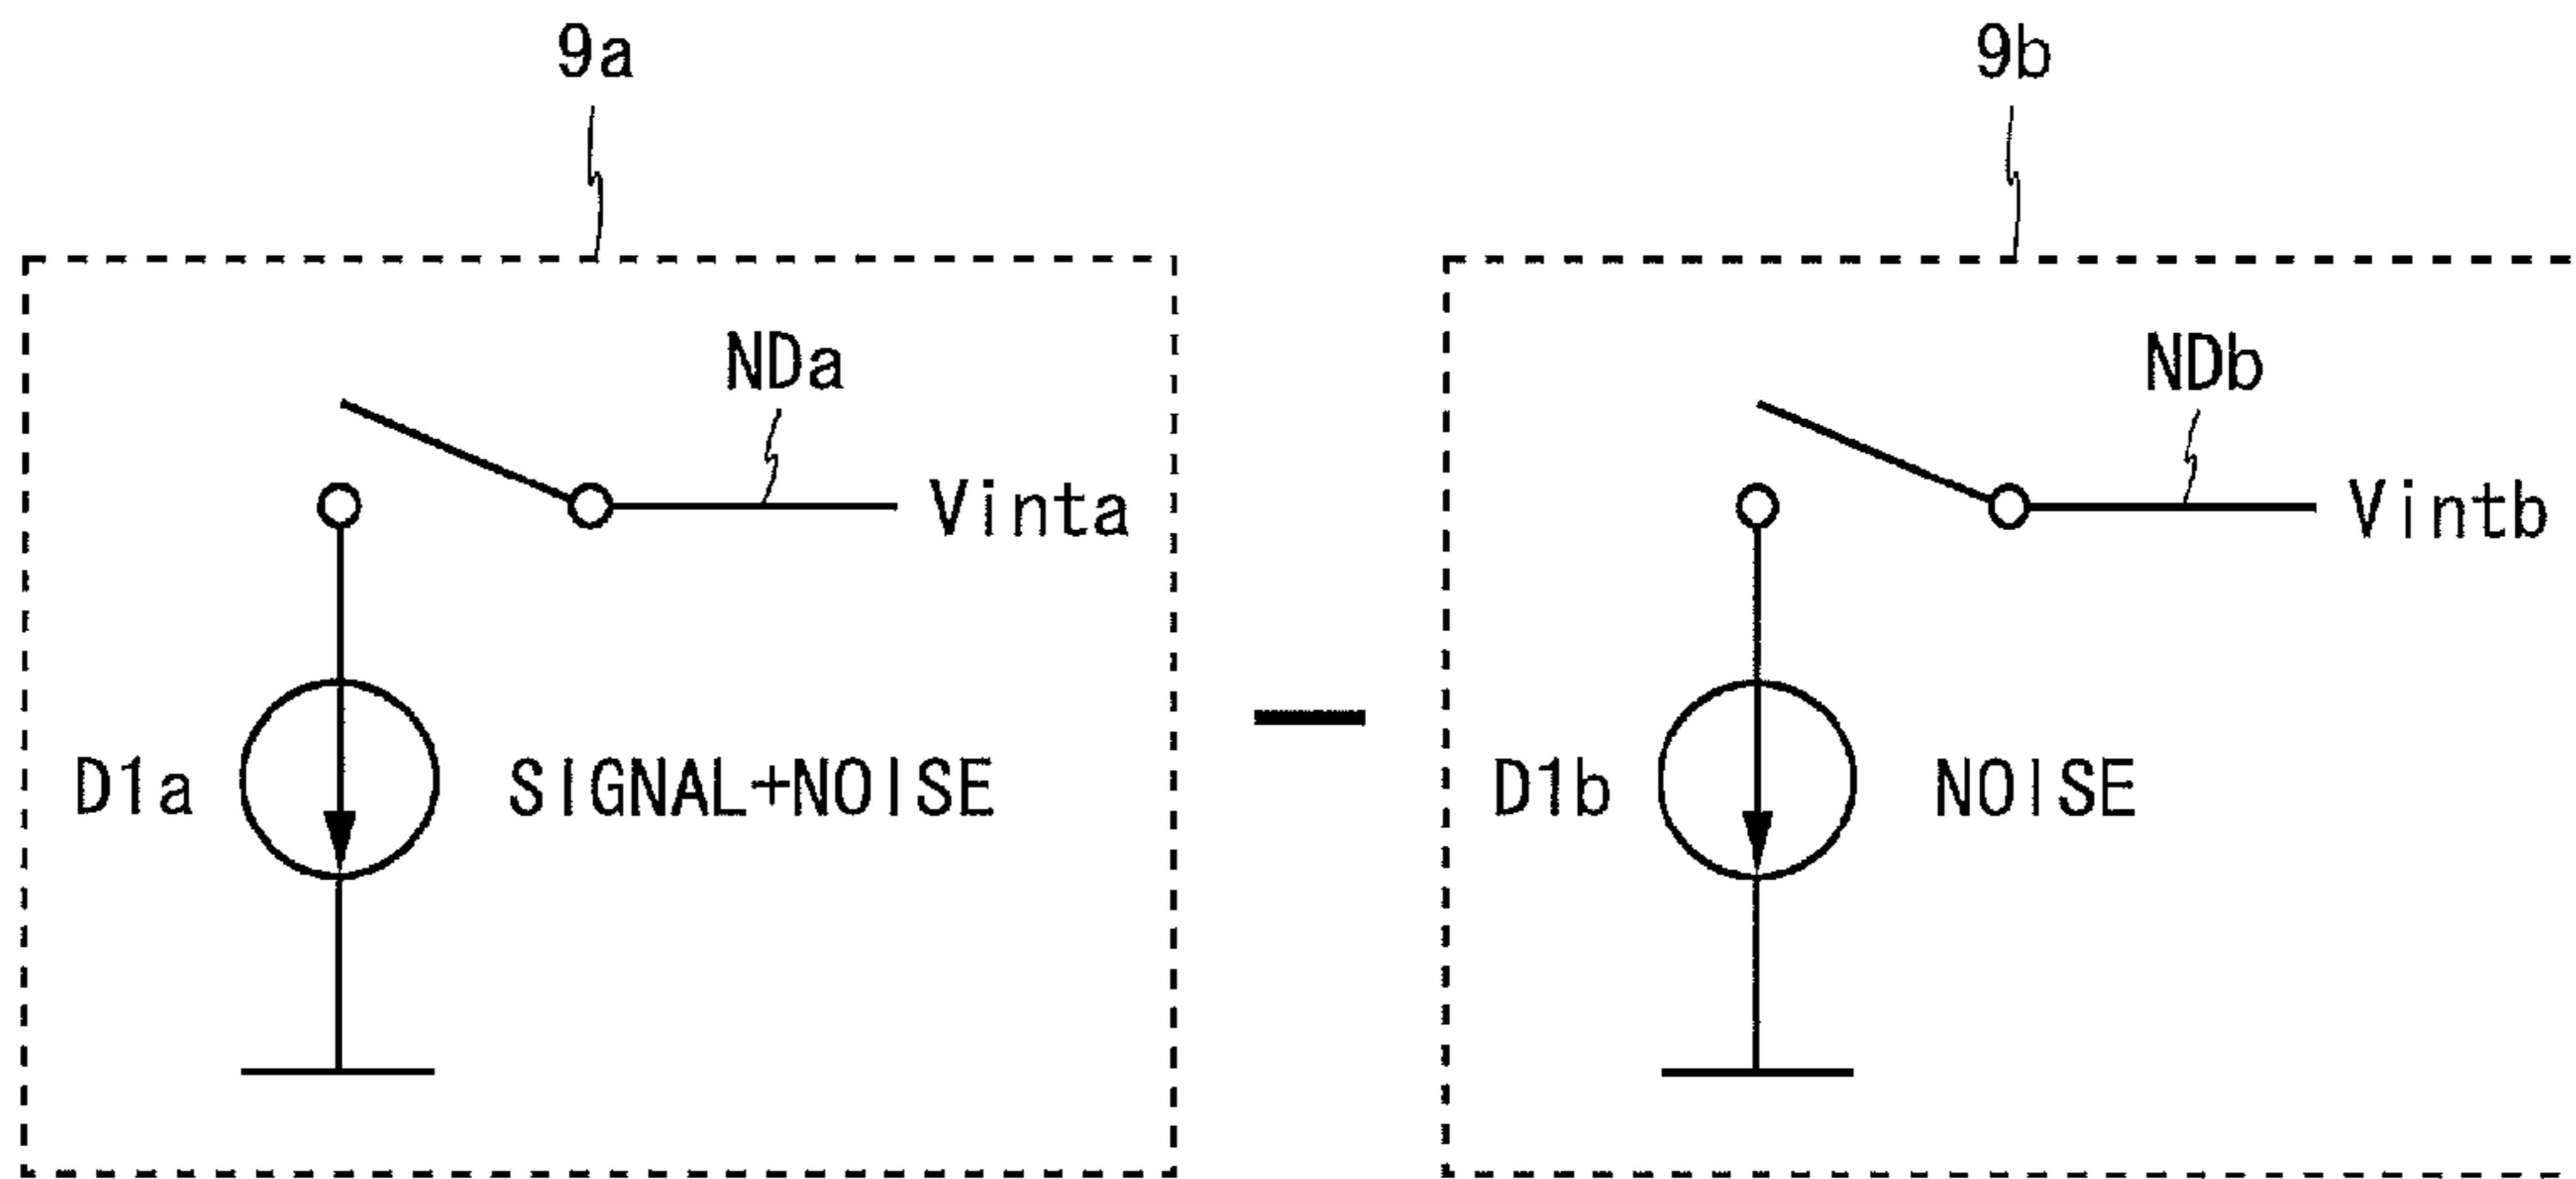 9a
9b
NDa
NDb
Vinta
Vintb
D1a
SIGNAL+NOISE
D1b
NOISE